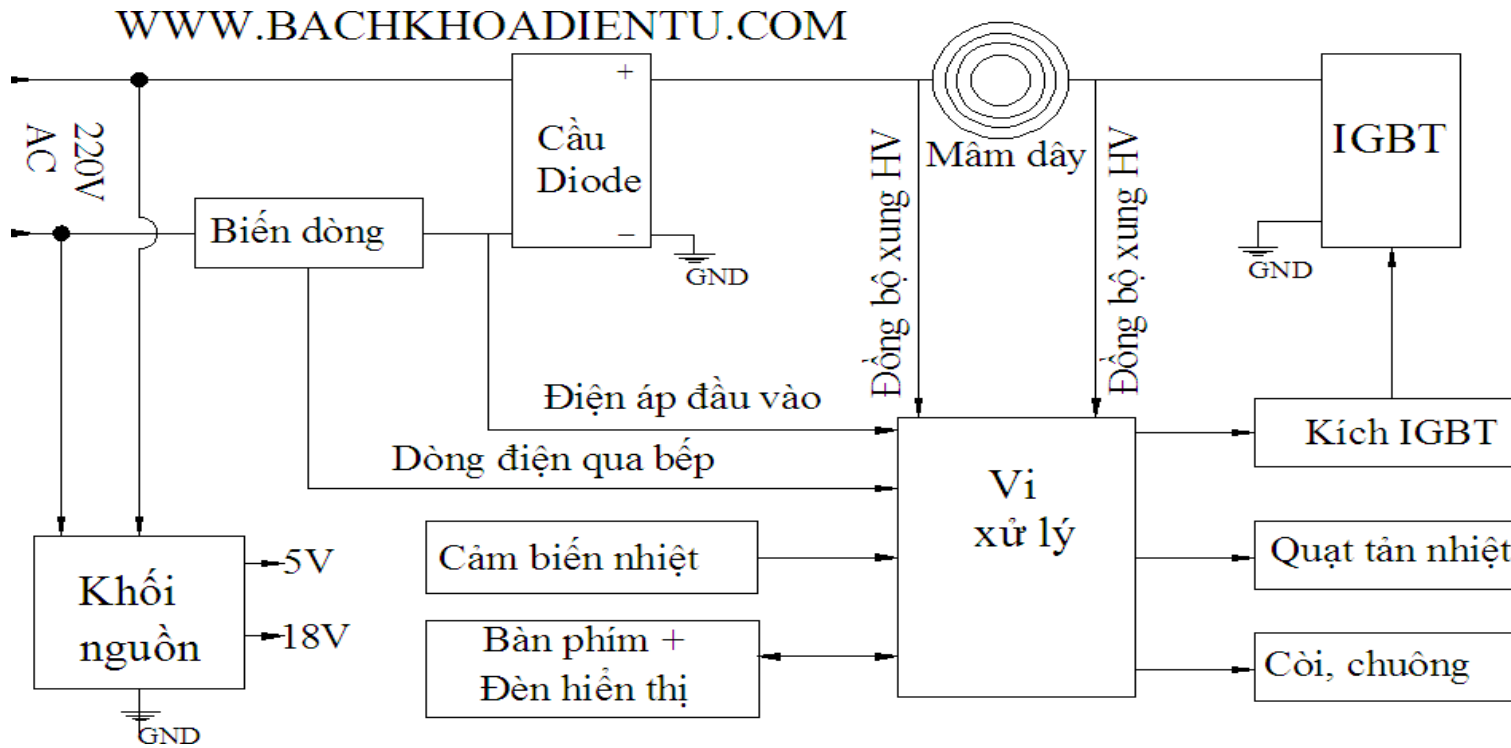 WWW.BACHKHOADIENTU.COM
220V
AC
Biến dòng
+
Cầu
Diode
−
GND
Mâm dây
Đồng bộ xung HV
Đồng bộ xung HV
IGBT
GND
Điện áp đầu vào
Dòng điện qua bếp
Kích IGBT
Vi
xử lý
Cảm biến nhiệt
Quạt tản nhiệt
Khối
nguồn
5V
18V
GND
Bàn phím +
Đèn hiển thị
Còi, chuông